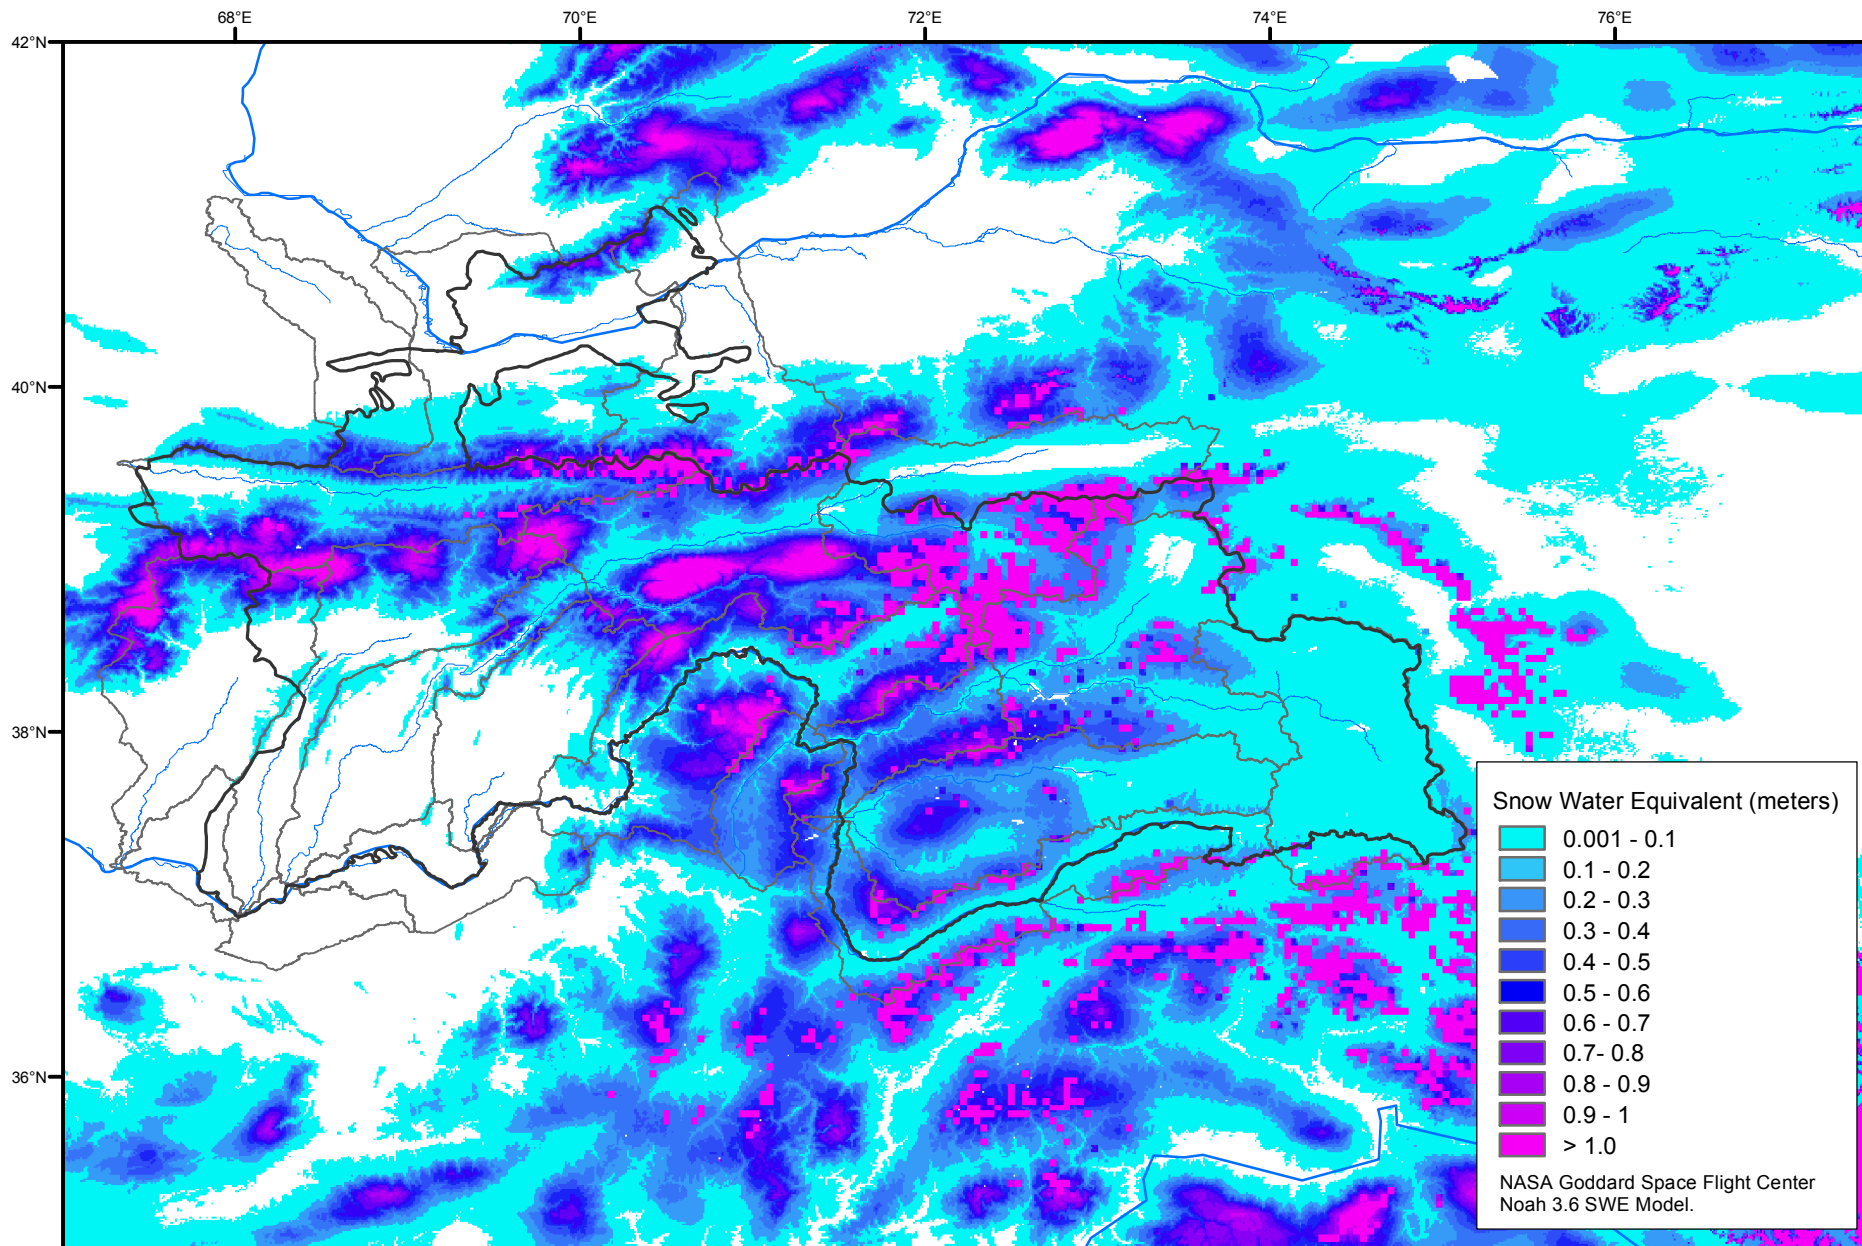 68°E
70°E
72°E
74°E
76°E
42°N
40°N
38°N
36°N
Snow Water Equivalent (meters)
0.001 - 0.1
0.1 - 0.2
0.2 - 0.3
0.3 - 0.4
0.4 - 0.5
0.5 - 0.6
0.6 - 0.7
0.7- 0.8
0.8 - 0.9
0.9 - 1
> 1.0
NASA Goddard Space Flight Center
Noah 3.6 SWE Model.